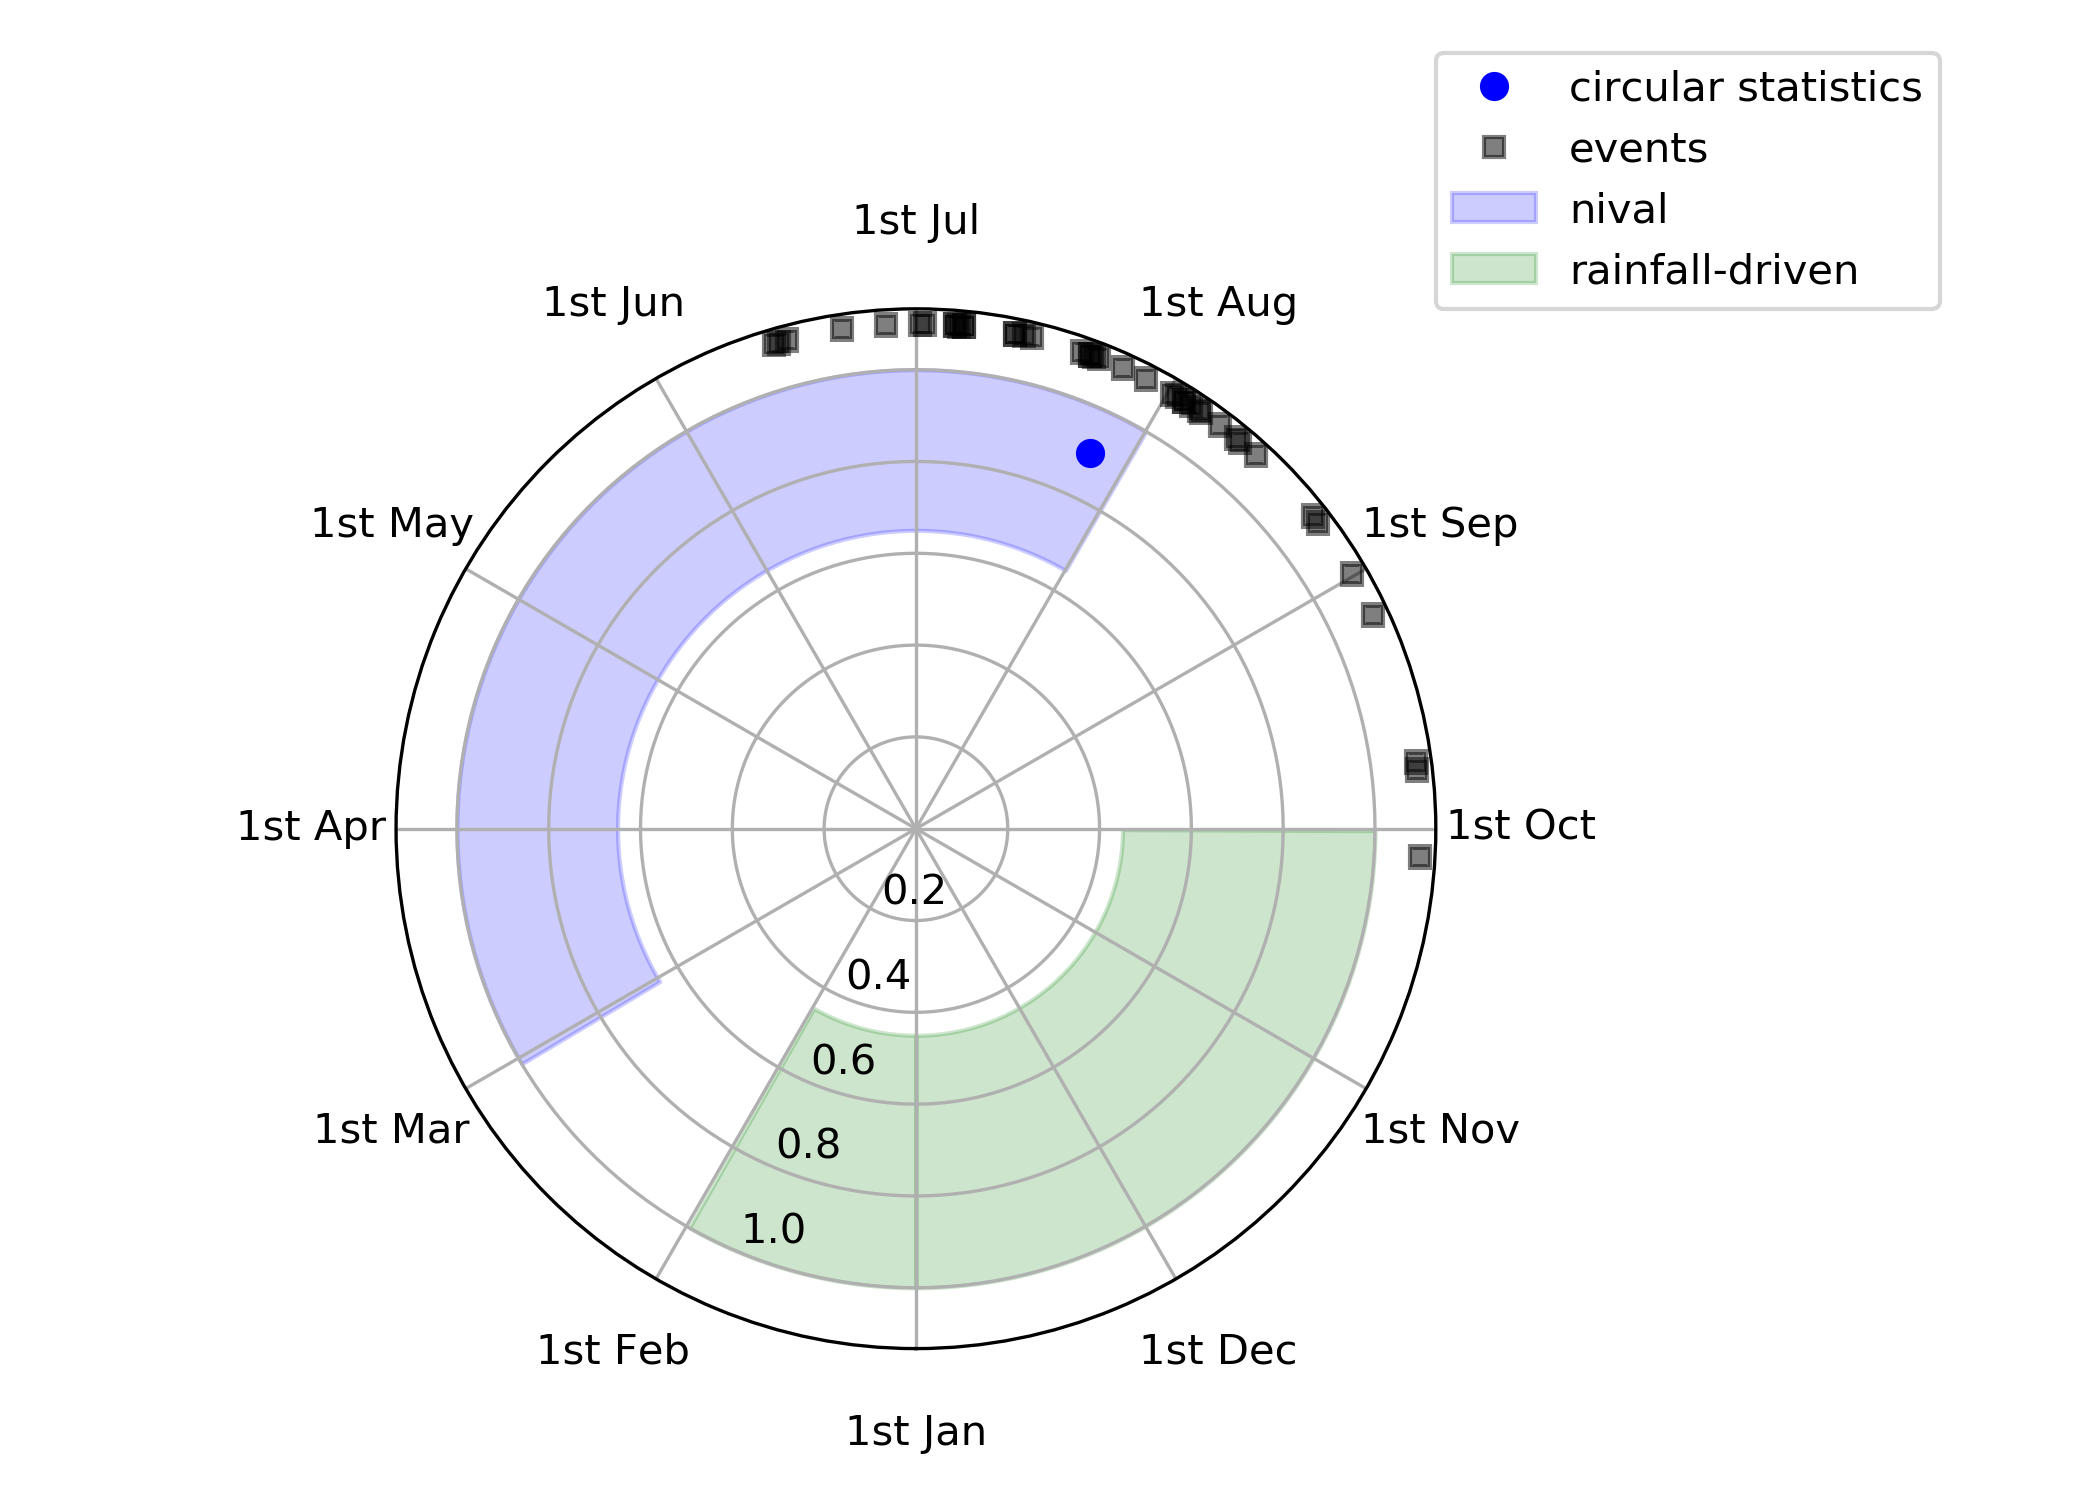 circular statistics
events
nival
rainfall-driven
1st Jul
1st Jun
1st Aug
1st May
1st Sep
1st Apr
1st Oct
0.2
0.4
0.6
0.8
1.0
1st Mar
1st Nov
1st Feb
1st Dec
1st Jan